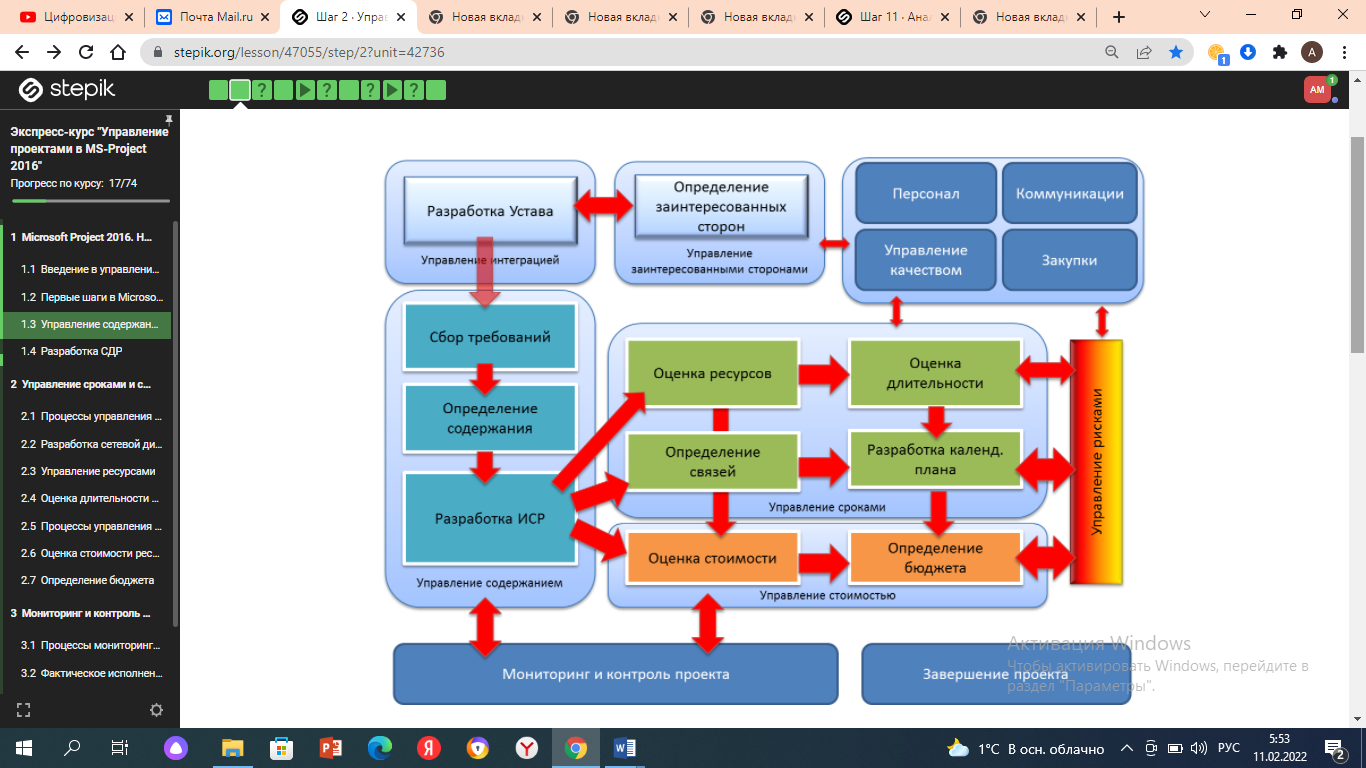 Цифровизац
Почта Mail.ru
Шаг 2 · Упра
Новая вклад
Новая вклад
Новая вклад
Шаг 11 · Ана
Новая вклад
stepik.org/lesson/47055/step/2?unit=42736
1
A
stepik
?
?
?
?
AM
1
Экспресс-курс "Управление
проектами в MS-Project
2016"
Прогресс по курсу: 17/74
1 Microsoft Project 2016. Н...
1.1 Введение в управлени...
1.2 Первые шаги в Microso...
1.3 Управление содержан...
1.4 Разработка СДР
2 Управление сроками и с...
2.1 Процессы управления ...
2.2 Разработка сетевой ди...
2.3 Управление ресурсами
2.4 Оценка длительности ...
2.5 Процессы управления ...
2.6 Оценка стоимости рес...
2.7 Определение бюджета
3 Мониторинг и контроль ...
3.1 Процессы мониторинг...
3.2 Фактическое исполнен...
Разработка Устава
Управление интеграцией
Определение
заинтересованных
сторон
Управление
заинтересованными сторонами
Персонал
Коммуникации
Управление
качеством
Закупки
Сбор требований
Определение
содержания
Разработка ИСР
Управление содержанием
Оценка ресурсов
Оценка
длительности
Определение
связей
Разработка календ.
плана
Управление сроками
Оценка стоимости
Определение
бюджета
Управление стоимостью
Управление рисками
Мониторинг и контроль проекта
Завершение проекта
Активация Windows
Чтобы активировать Windows, перейдите в
раздел "Параметры".
1°C В осн. облачно
РУС
5:53
11.02.2022
2